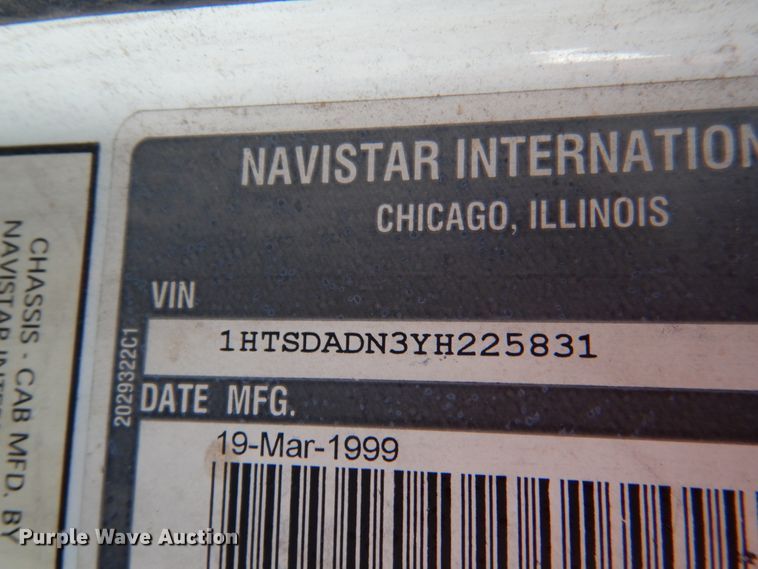 NAVISTAR INTERNATION
CHICAGO, ILLINOIS
VIN
1HTSDADN3YH225831
DATE MFG.
19-Mar-1999
2029322C1
CHASSIS - CAB MFD. BY
NAVISTAR INTER
Purple Wave Auction